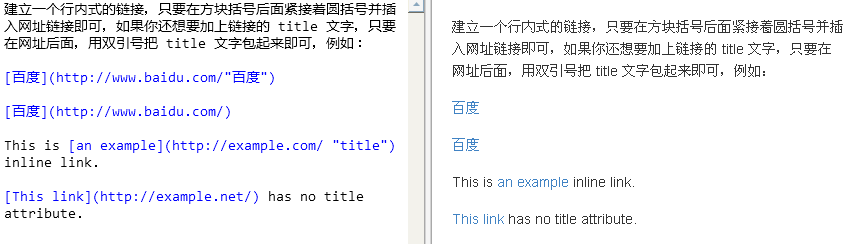 建立一个行内式的链接，只要在方块括号后面紧接着圆括号并插
入网址链接即可，如果你还想要加上链接的 title 文字，只要
在网址后面，用双引号把 title 文字包起来即可，例如：
[百度](http://www.baidu.com/"百度")
[百度](http://www.baidu.com/)
This is [an example](http://example.com/ "title")
inline link.
[This link](http://example.net/) has no title
attribute.
建立一个行内式的链接，只要在方块括号后面紧接着圆括号并插
入网址链接即可，如果你还想要加上链接的 title 文字，只要在
网址后面，用双引号把 title 文字包起来即可，例如：
百度
百度
This is an example inline link.
This link has no title attribute.